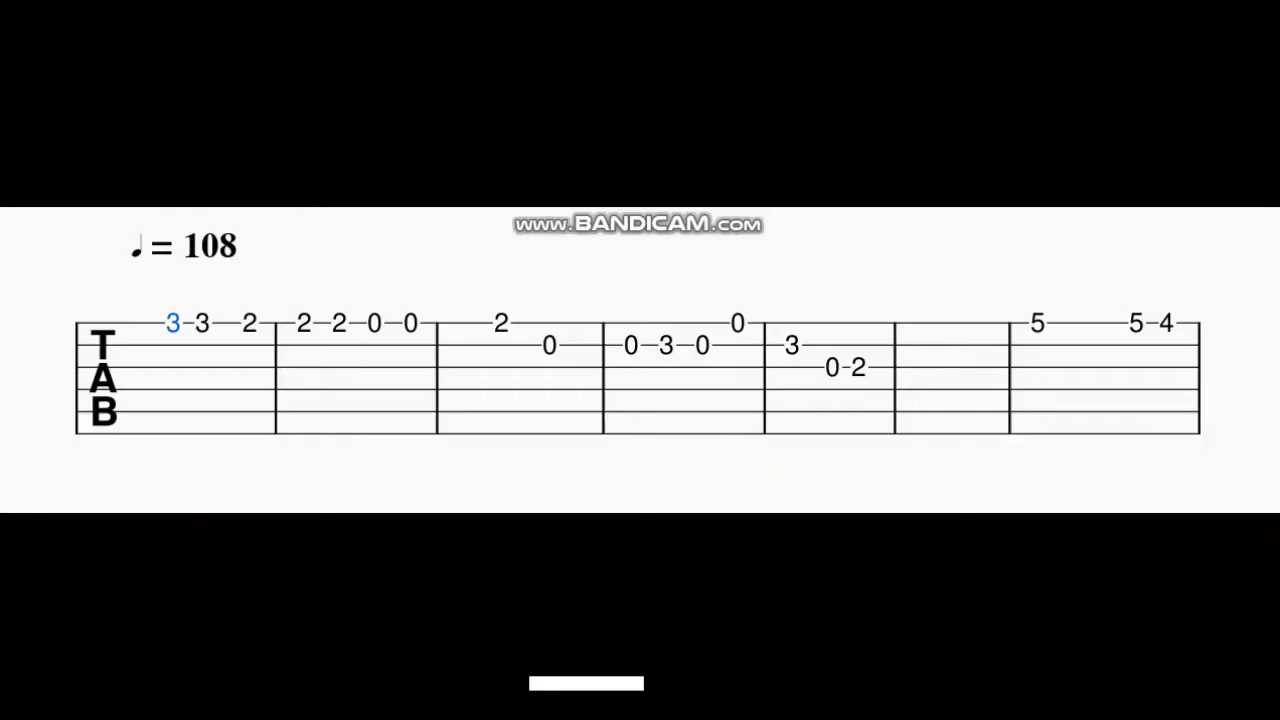 www.BANDICAM.com
♩= 108
3 3 2 2 2 0 0 2 0 5 5 4
T 0 0 3 0 3
A 0 2
B